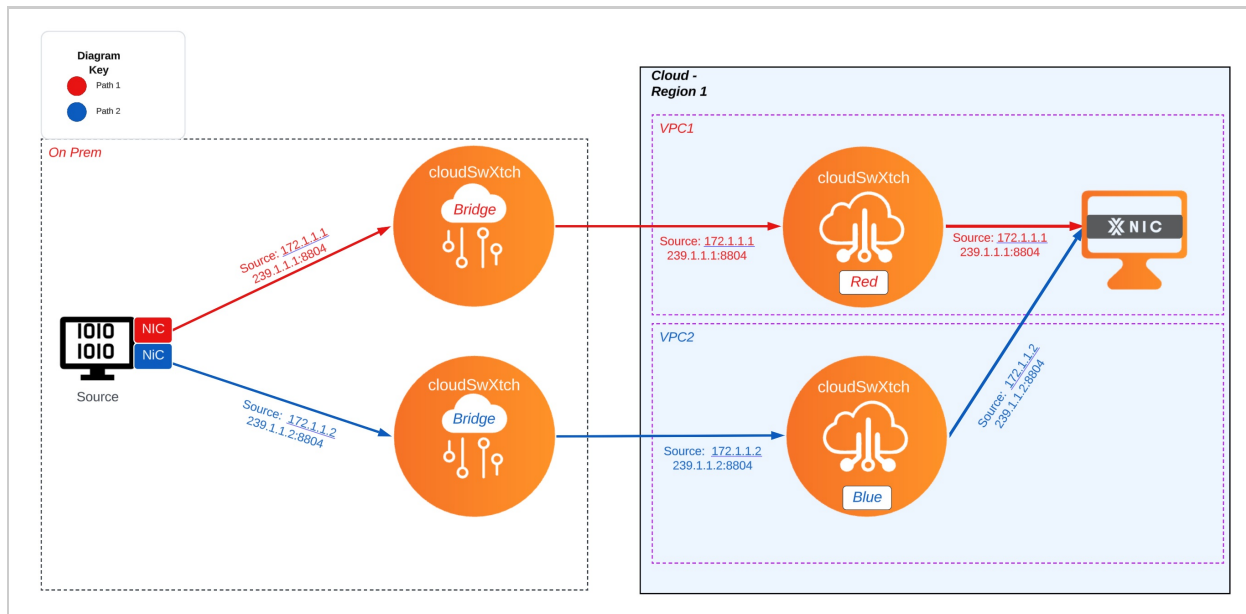 Diagram
Key
Path 1
Path 2
On Prem
1010
1010
Source
NIC
NiC
Source: 172.1.1.1
239.1.1.1:8804
Source: 172.1.1.2
239.1.1.2:8804
cloudSwXtch
Bridge
cloudSwXtch
Bridge
Cloud -
Region 1
VPC1
Source: 172.1.1.1
239.1.1.1:8804
cloudSwXtch
Red
Source: 172.1.1.1
239.1.1.1:8804
XNIC
VPC2
Source: 172.1.1.2
239.1.1.2:8804
cloudSwXtch
Blue
Source: 172.1.1.2
239.1.1.2:8804